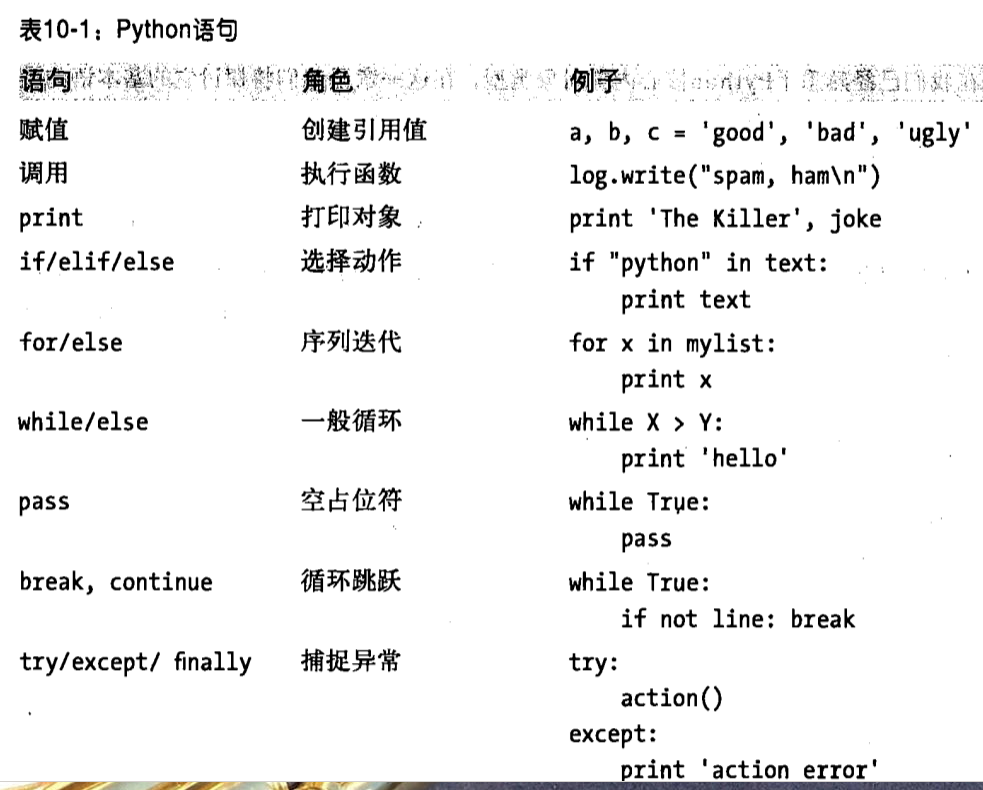 表10-1：Python语句
语句 角色 例子
赋值 创建引用值 a, b, c = 'good', 'bad', 'ugly'
调用 执行函数 log.write("spam, ham\n")
print 打印对象 print 'The Killer', joke
if/elif/else 选择动作 if "python" in text:
print text
for/else 序列迭代 for x in mylist:
print x
while/else 一般循环 while X > Y:
print 'hello'
pass 空占位符 while True:
pass
break, continue 循环跳跃 while True:
if not line: break
try/except/ finally 捕捉异常 try:
action()
except:
print 'action error'